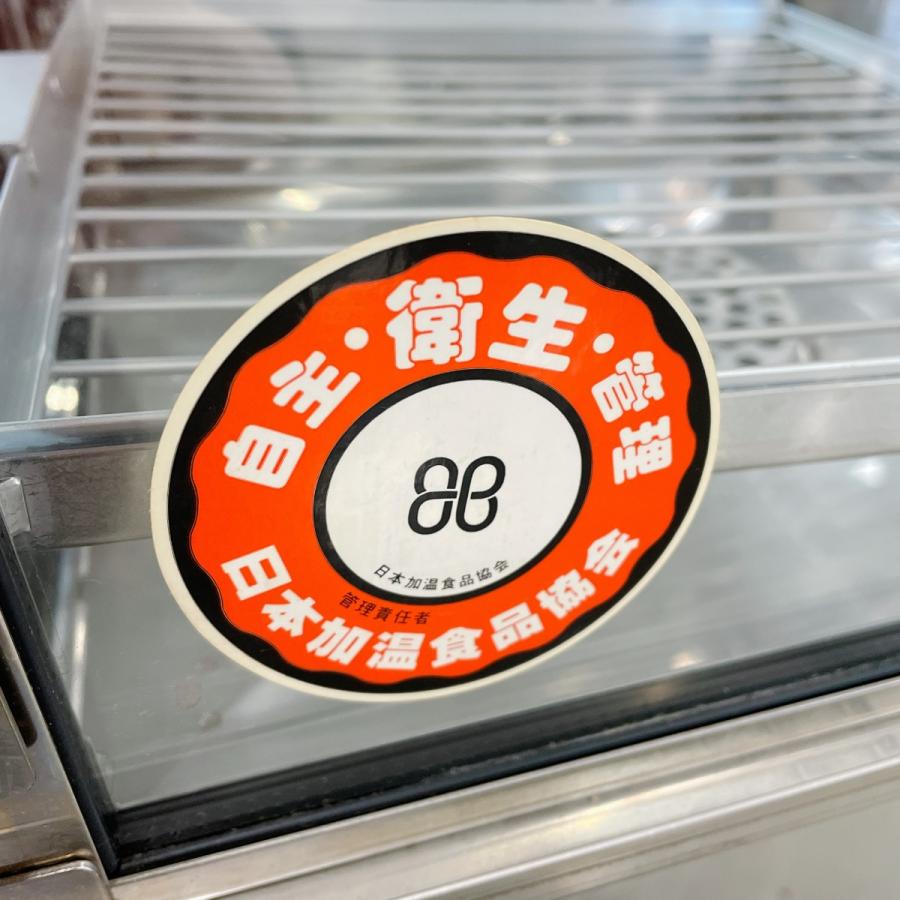 自主・衛生・管理
日本加温食品協会
管理責任者
日本加温食品協会